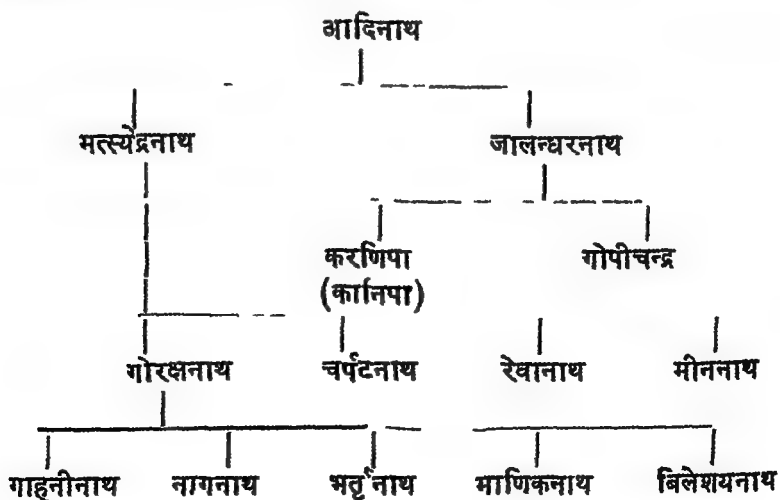 आदिनाथ
मत्स्येंद्रनाथ जालन्धरनाथ
करणिपा गोपीचन्द्र
(कानिपा)
गोरक्षनाथ चर्पटनाथ रेवानाथ मीननाथ
गाहनीनाथ नागनाथ भर्तृनाथ माणिकनाथ बिलेशयनाथ